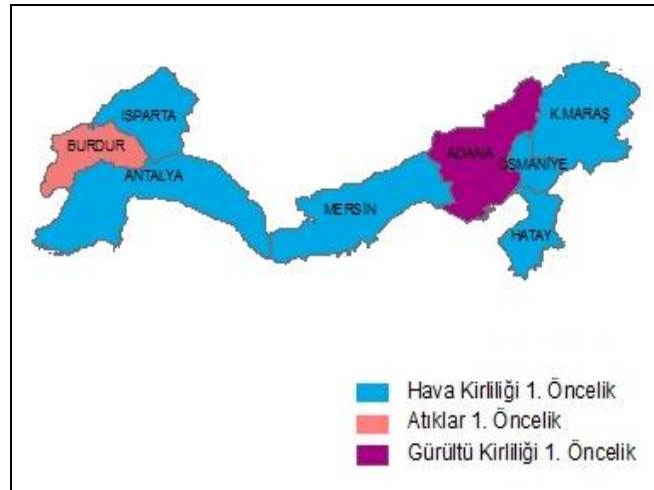 K.MARAŞ
ISPARTA
BURDUR
ADANA
OSMANİYE
ANTALYA
MERSİN
HATAY
Hava Kirliliği 1. Öncelik
Atıklar 1. Öncelik
Gürültü Kirliliği 1. Öncelik